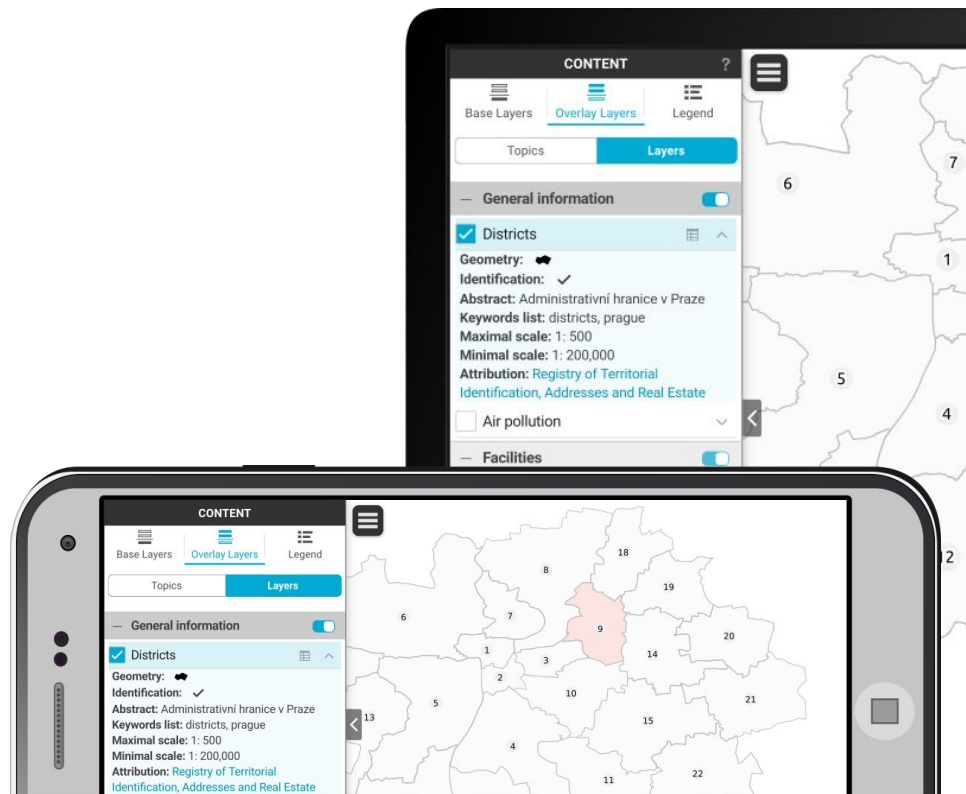 CONTENT ?
Base Layers Overlay Layers Legend
Topics Layers
General information
Districts
Geometry:
Identification:
Abstract: Administrativní hranice v Praze
Keywords list: districts, prague
Maximal scale: 1: 500
Minimal scale: 1: 200,000
Attribution: Registry of Territorial
Identification, Addresses and Real Estate
Air pollution
Facilities
6
7
1
5
4
12
CONTENT
Base Layers Overlay Layers Legend
Topics Layers
General information
Districts
Geometry:
Identification:
Abstract: Administrativní hranice v Praze
Keywords list: districts, prague
Maximal scale: 1: 500
Minimal scale: 1: 200,000
Attribution: Registry of Territorial
Identification, Addresses and Real Estate
18
8
19
6
7
9
20
1
14
3
2
10
21
5
13
15
4
22
11